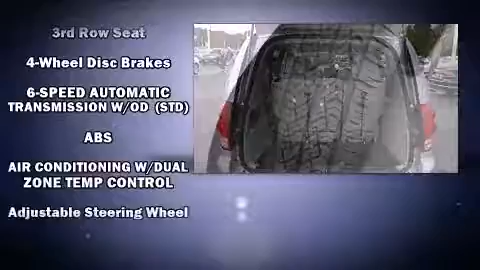 3rd Row Seat
4-Wheel Disc Brakes
6-SPEED AUTOMATIC
TRANSMISSION W/OD (STD)
ABS
AIR CONDITIONING W/DUAL
ZONE TEMP CONTROL
Adjustable Steering Wheel